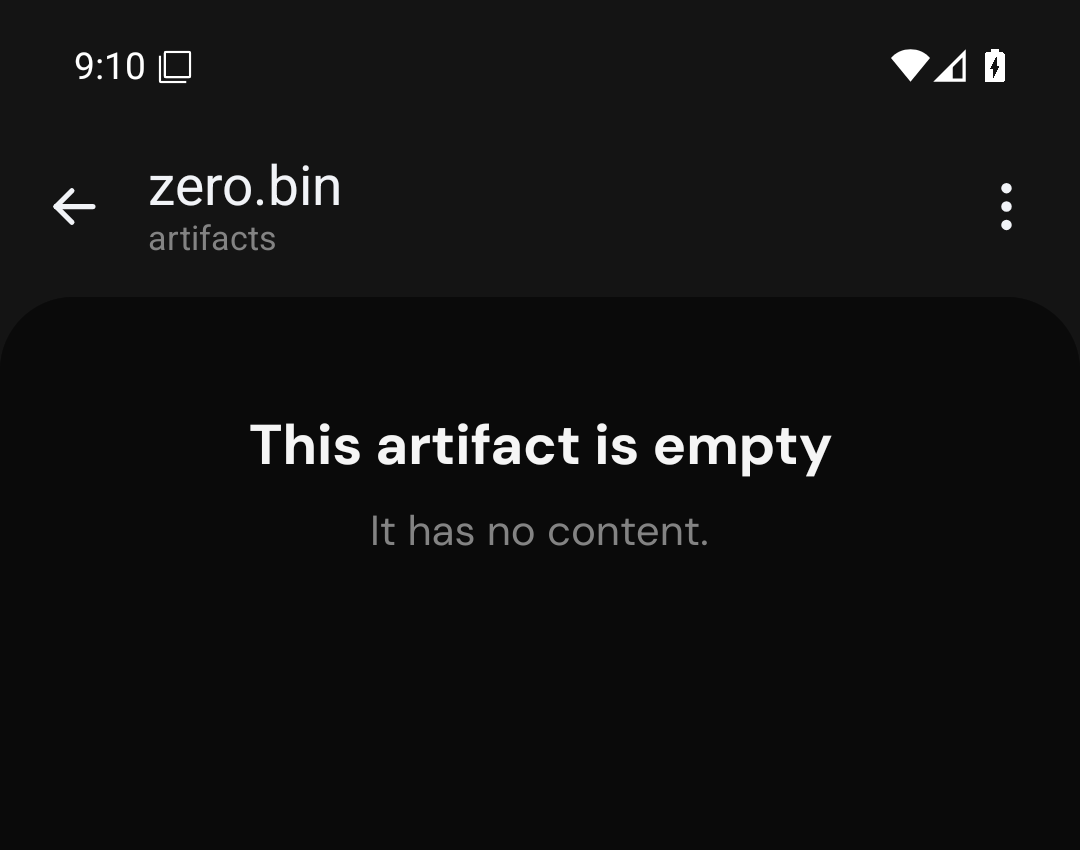 9:10
zero.bin
artifacts
This artifact is empty
It has no content.